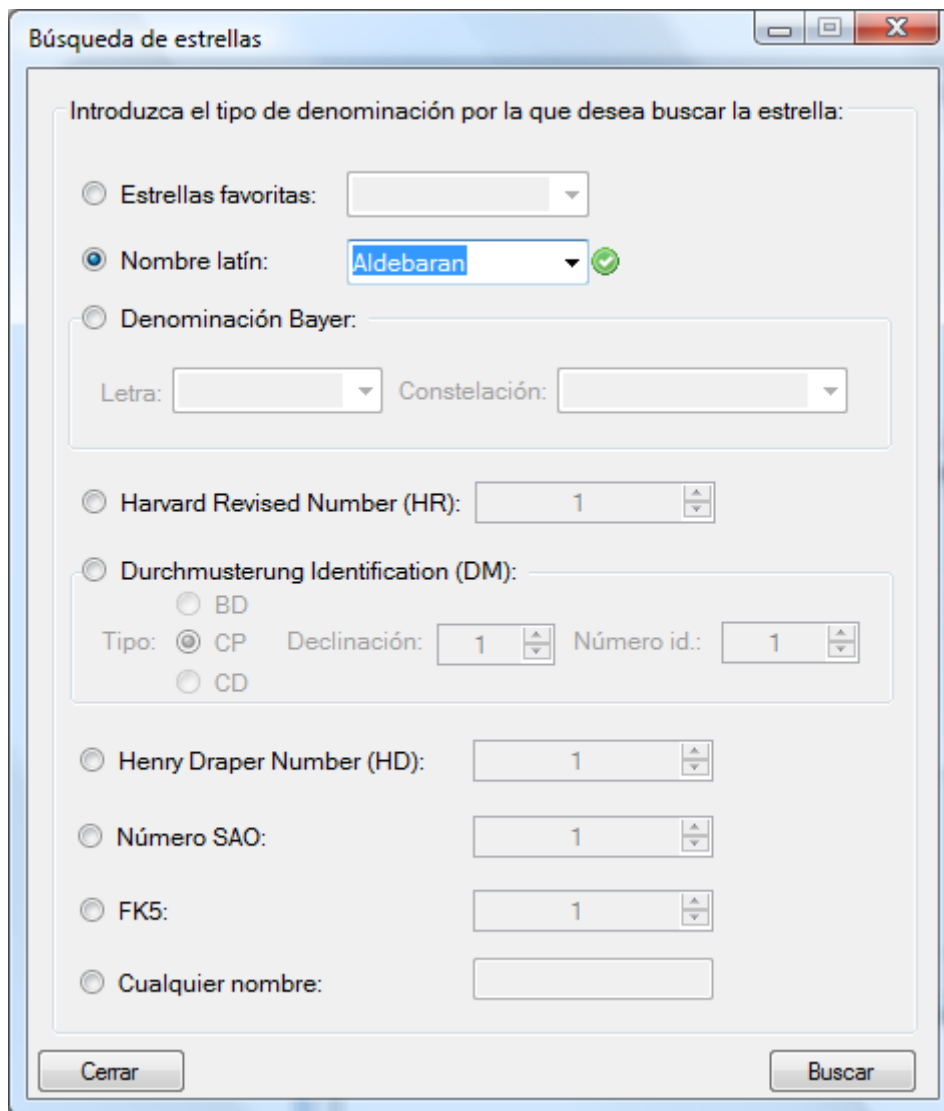 Búsqueda de estrellas
Introduzca el tipo de denominación por la que desea buscar la estrella:
Estrellas favoritas:
Nombre latín: Aldebaran
Denominación Bayer:
Letra: Constelación:
Harvard Revised Number (HR): 1
Durchmusterung Identification (DM):
BD
Tipo: CP Declinación: 1 Número id.: 1
CD
Henry Draper Number (HD): 1
Número SAO: 1
FK5: 1
Cualquier nombre:
Cerrar Buscar